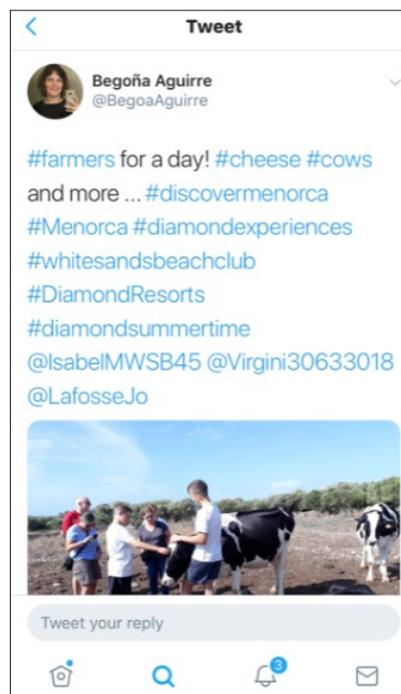 Tweet
Begoña Aguirre
@BegoaAguirre
#farmers for a day! #cheese #cows
and more ... #discovermenorca
#Menorca #diamondexperiences
#whitesandsbeachclub
#DiamondResorts
#diamondsummertime
@IsabelMWSB45 @Virgini30633018
@LafosseJo
Tweet your reply
3